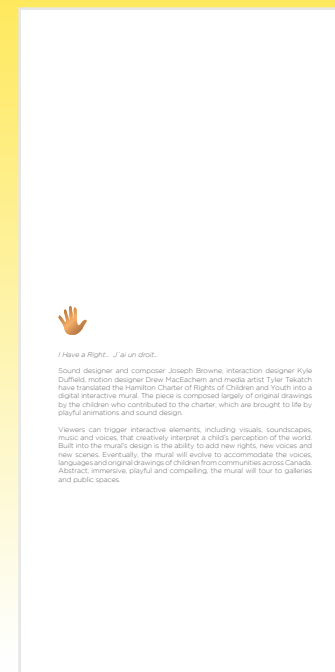 I Have a Right... J'ai un droit...
Sound designer and composer Joseph Browne, interaction designer Kyle
Duffield, motion designer Drew MacEachern and media artist Tyler Tekatch
have translated the Hamilton Charter of Rights of Children and Youth into a
digital interactive mural. The piece is composed largely of original drawings
by the children who contributed to the charter, which are brought to life by
playful animations and sound design.
Viewers can trigger interactive elements, including visuals, soundscapes,
music and voices, that creatively interpret a child's perception of the world.
Built into the mural's design is the ability to add new rights, new voices and
new scenes. Eventually, the mural will evolve to accommodate the voices,
languages and original drawings of children from communities across Canada.
Abstract, immersive, playful and compelling, the mural will tour to galleries
and public spaces.